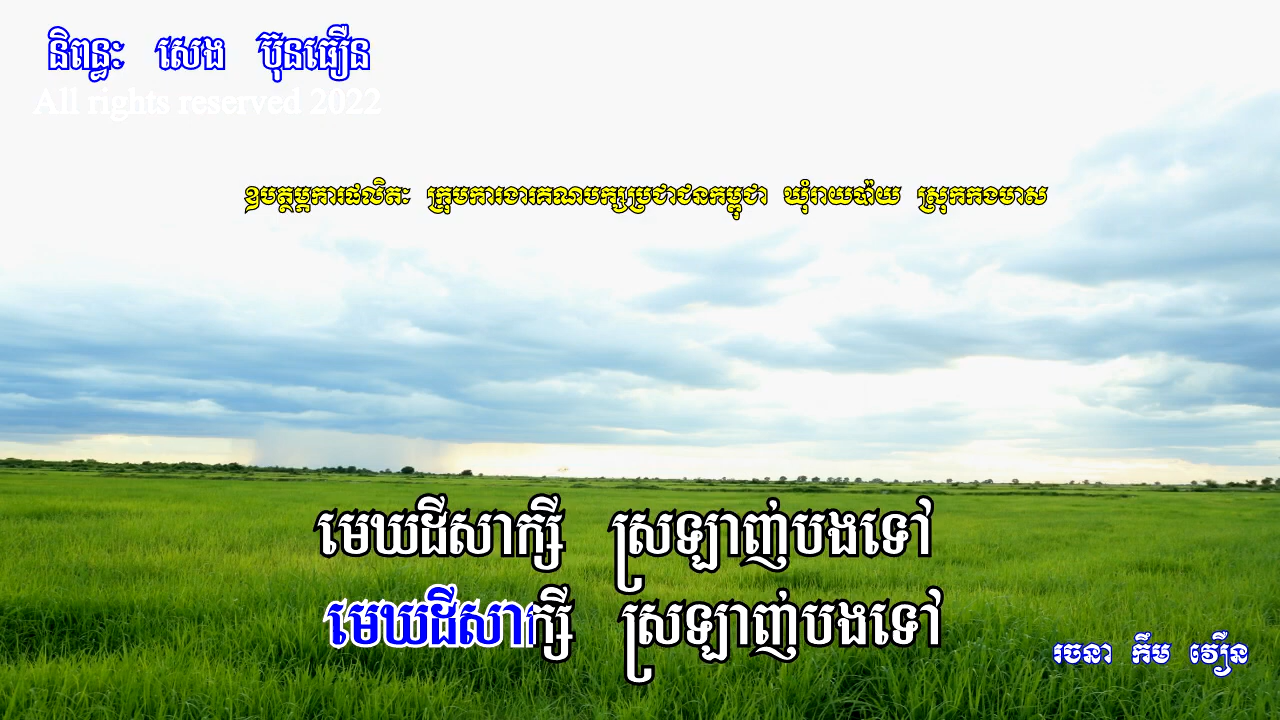 និពន្ធៈ សេង ប៊ុនធឿន
All rights reserved 2022
ឧបត្ថម្ភការផលិតៈ ក្រុមការងារគណបក្សប្រជាជនកម្ពុជា ឃុំរាយប៉ាយ ស្រុកកងមាស
មេឃដីសាក្សី ស្រឡាញ់បងទៅ
មេឃដីសាក្សី ស្រឡាញ់បងទៅ
រចនា កឹម វឿន